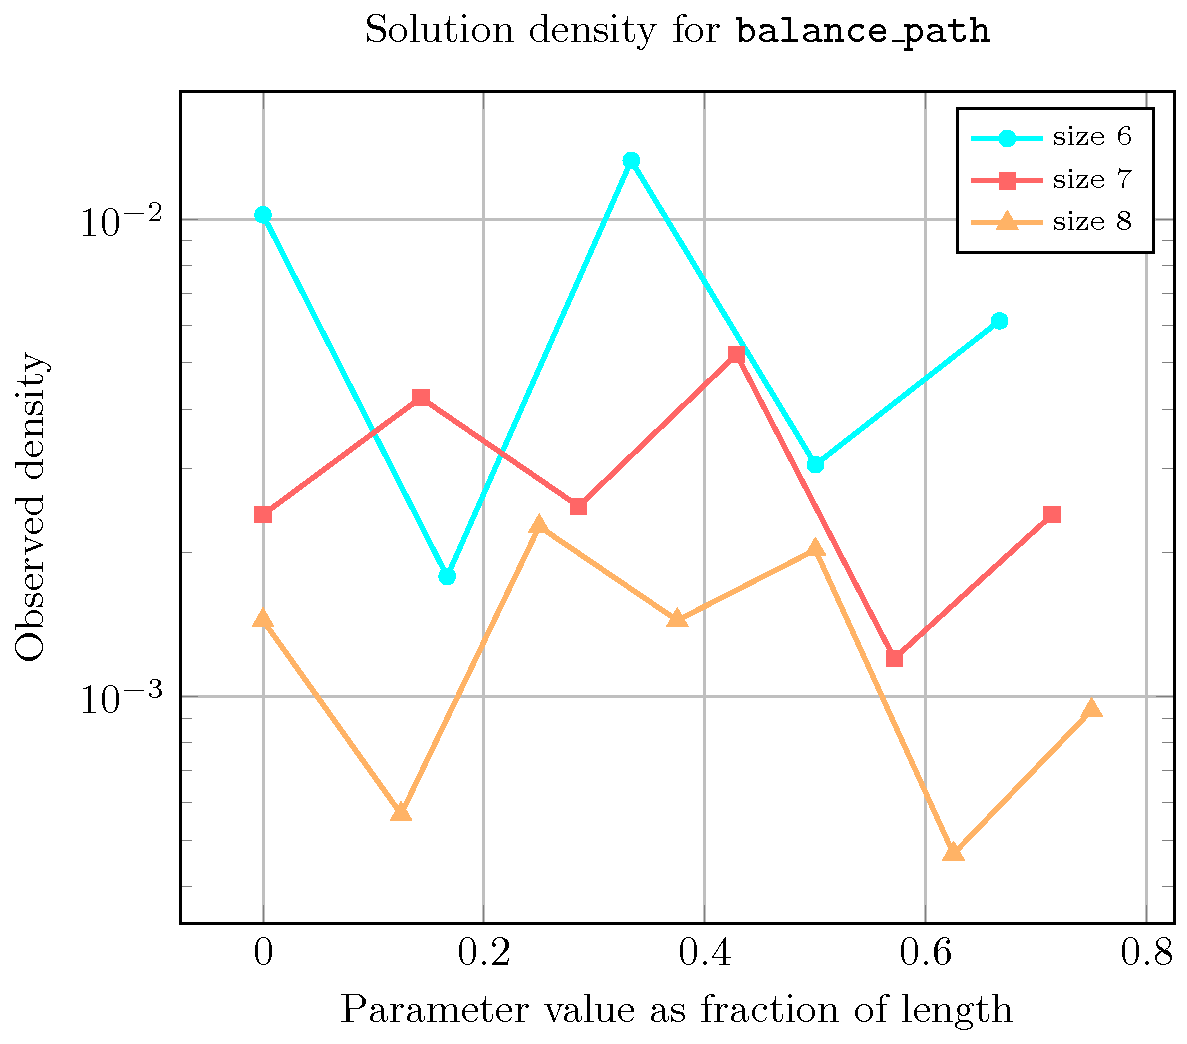 Solution density for balance_path
size 6
size 7
size 8
10−2
10−3
Observed density
0 0.2 0.4 0.6 0.8
Parameter value as fraction of length